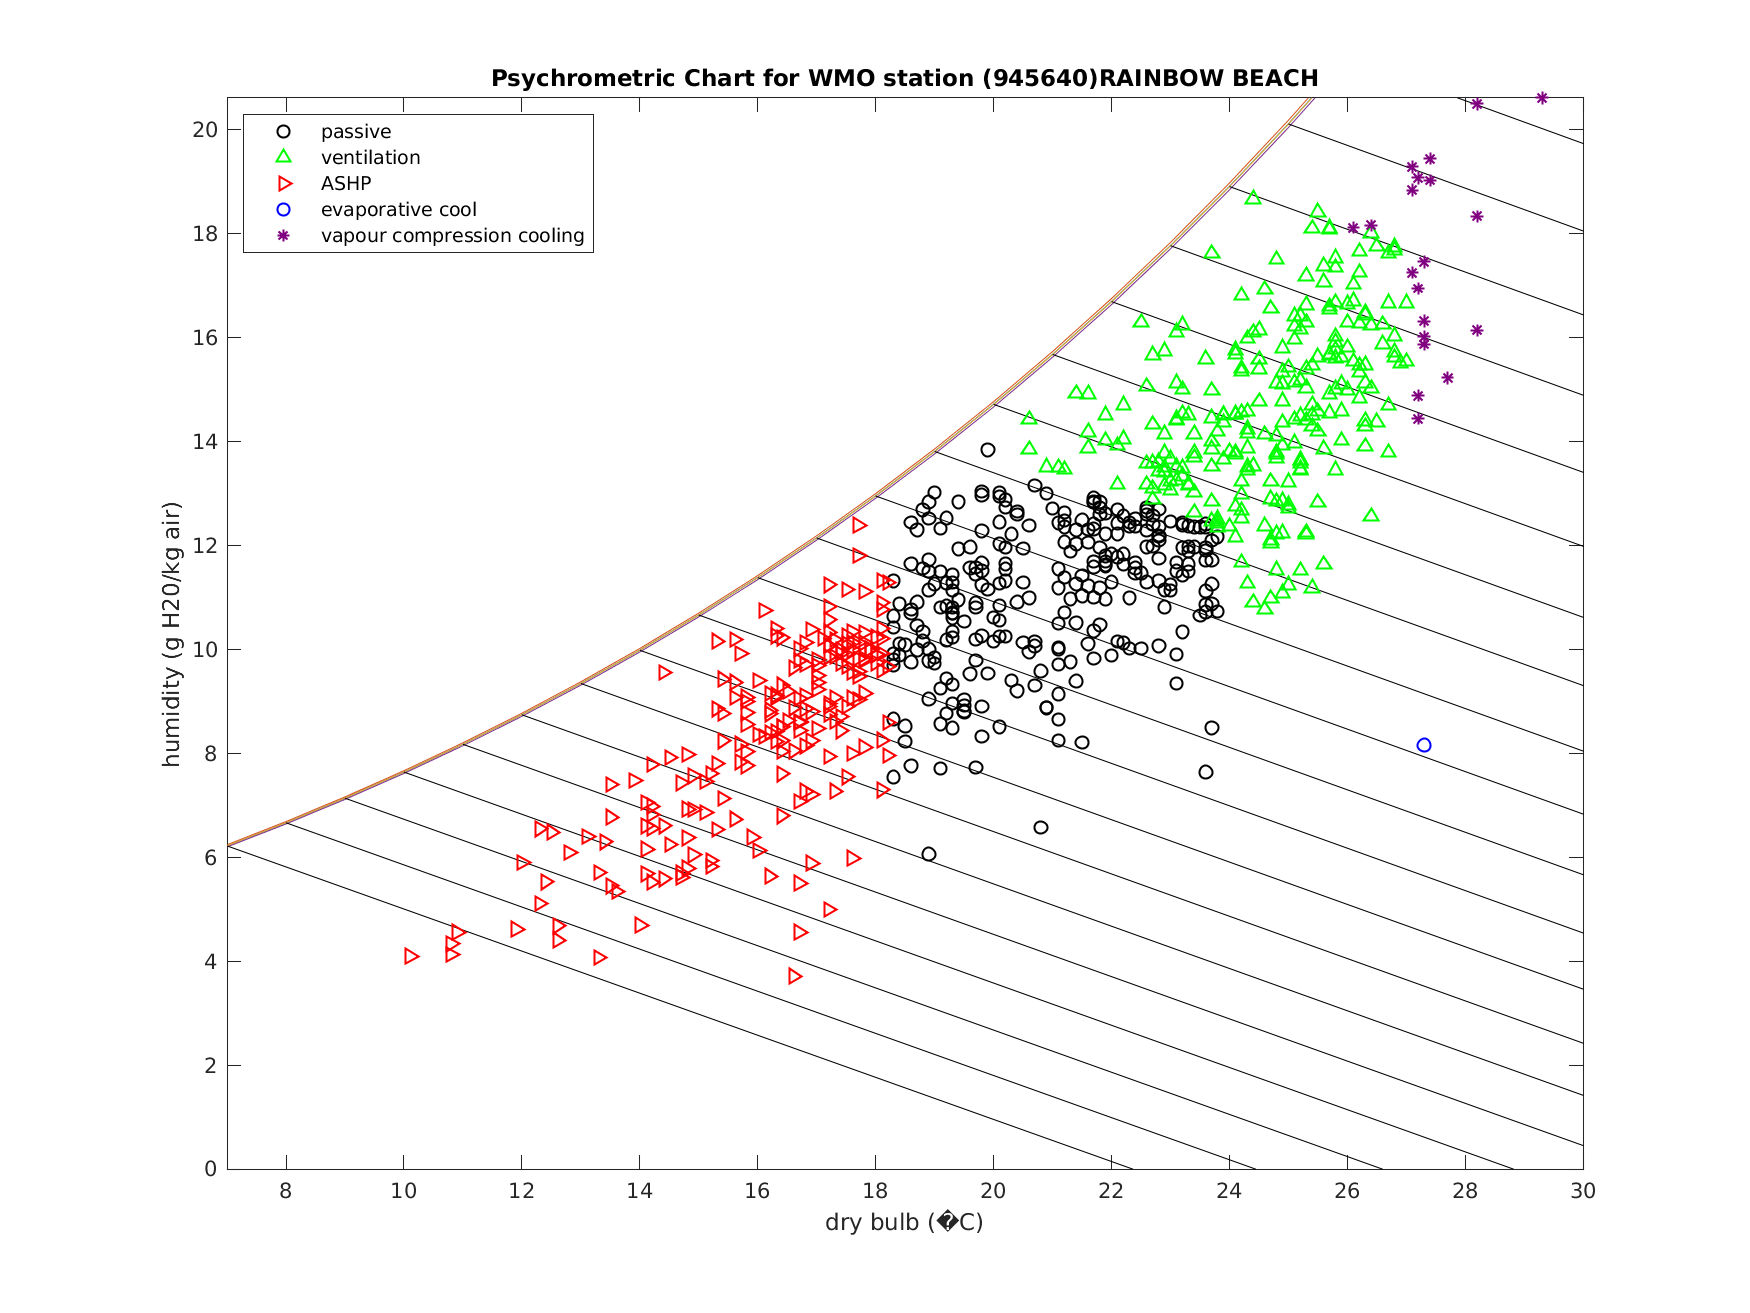 Psychrometric Chart for WMO station (945640)RAINBOW BEACH
passive
ventilation
ASHP
evaporative cool
vapour compression cooling
20
18
16
14
12
10
8
6
4
2
0
humidity (g H20/kg air)
8 10 12 14 16 18 20 22 24 26 28 30
dry bulb (�C)